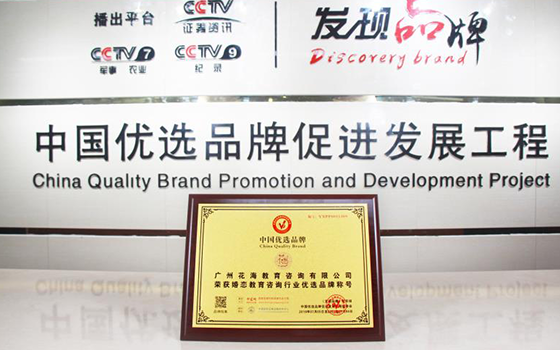 播出平台
CCTV
证券资讯
CCTV 7
军事 农业
CCTV 9
纪录
发现品牌
Discovery brand
中国优选品牌促进发展工程
China Quality Brand Promotion and Development Project
中国优选品牌
China Quality Brand
广州花海教育咨询有限公司
荣获婚恋教育咨询行业优选品牌称号